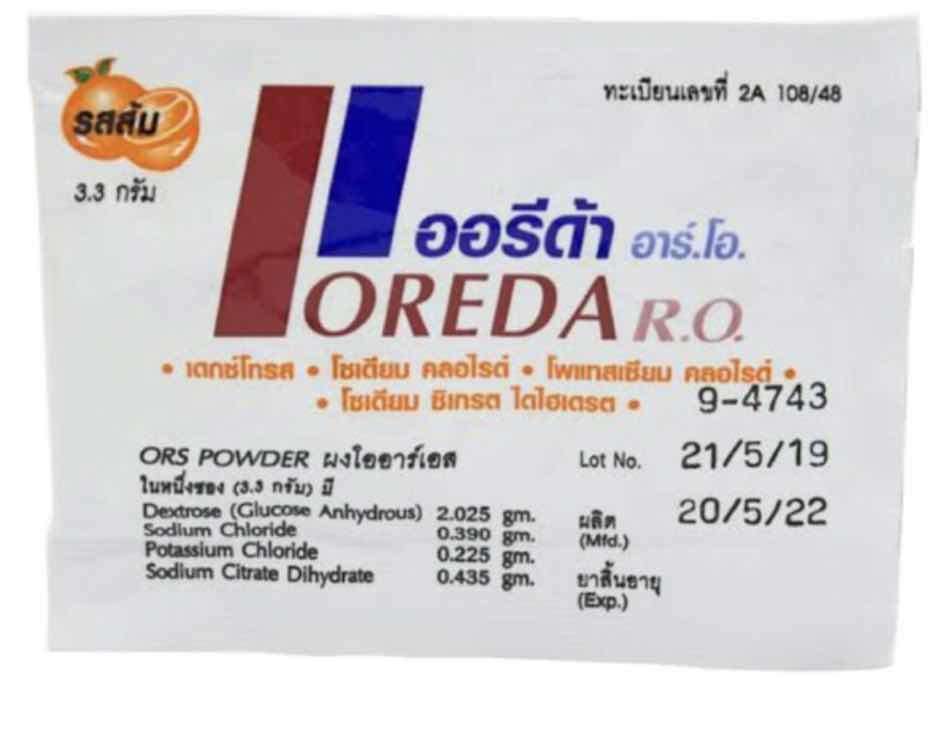 รสส้ม
3.3 กรัม
ทะเบียนเลขที่ 2A 108/48
ออรีด้า อาร์.โอ.
OREDA R.O.
• เดกซ์โทรส • โซเดียม คลอไรด์ • โพแทสเซียม คลอไรด์ •
• โซเดียม ซิเทรต ไดไฮเดรต •
9-4743
ORS POWDER ผงโออาร์เอส
ในหนึ่งซอง (3.3 กรัม) มี
Dextrose (Glucose Anhydrous) 2.025 gm.
Sodium Chloride 0.390 gm.
Potassium Chloride 0.225 gm.
Sodium Citrate Dihydrate 0.435 gm.
Lot No. 21/5/19
ผลิต 20/5/22
(Mfd.)
ยาสิ้นอายุ
(Exp.)